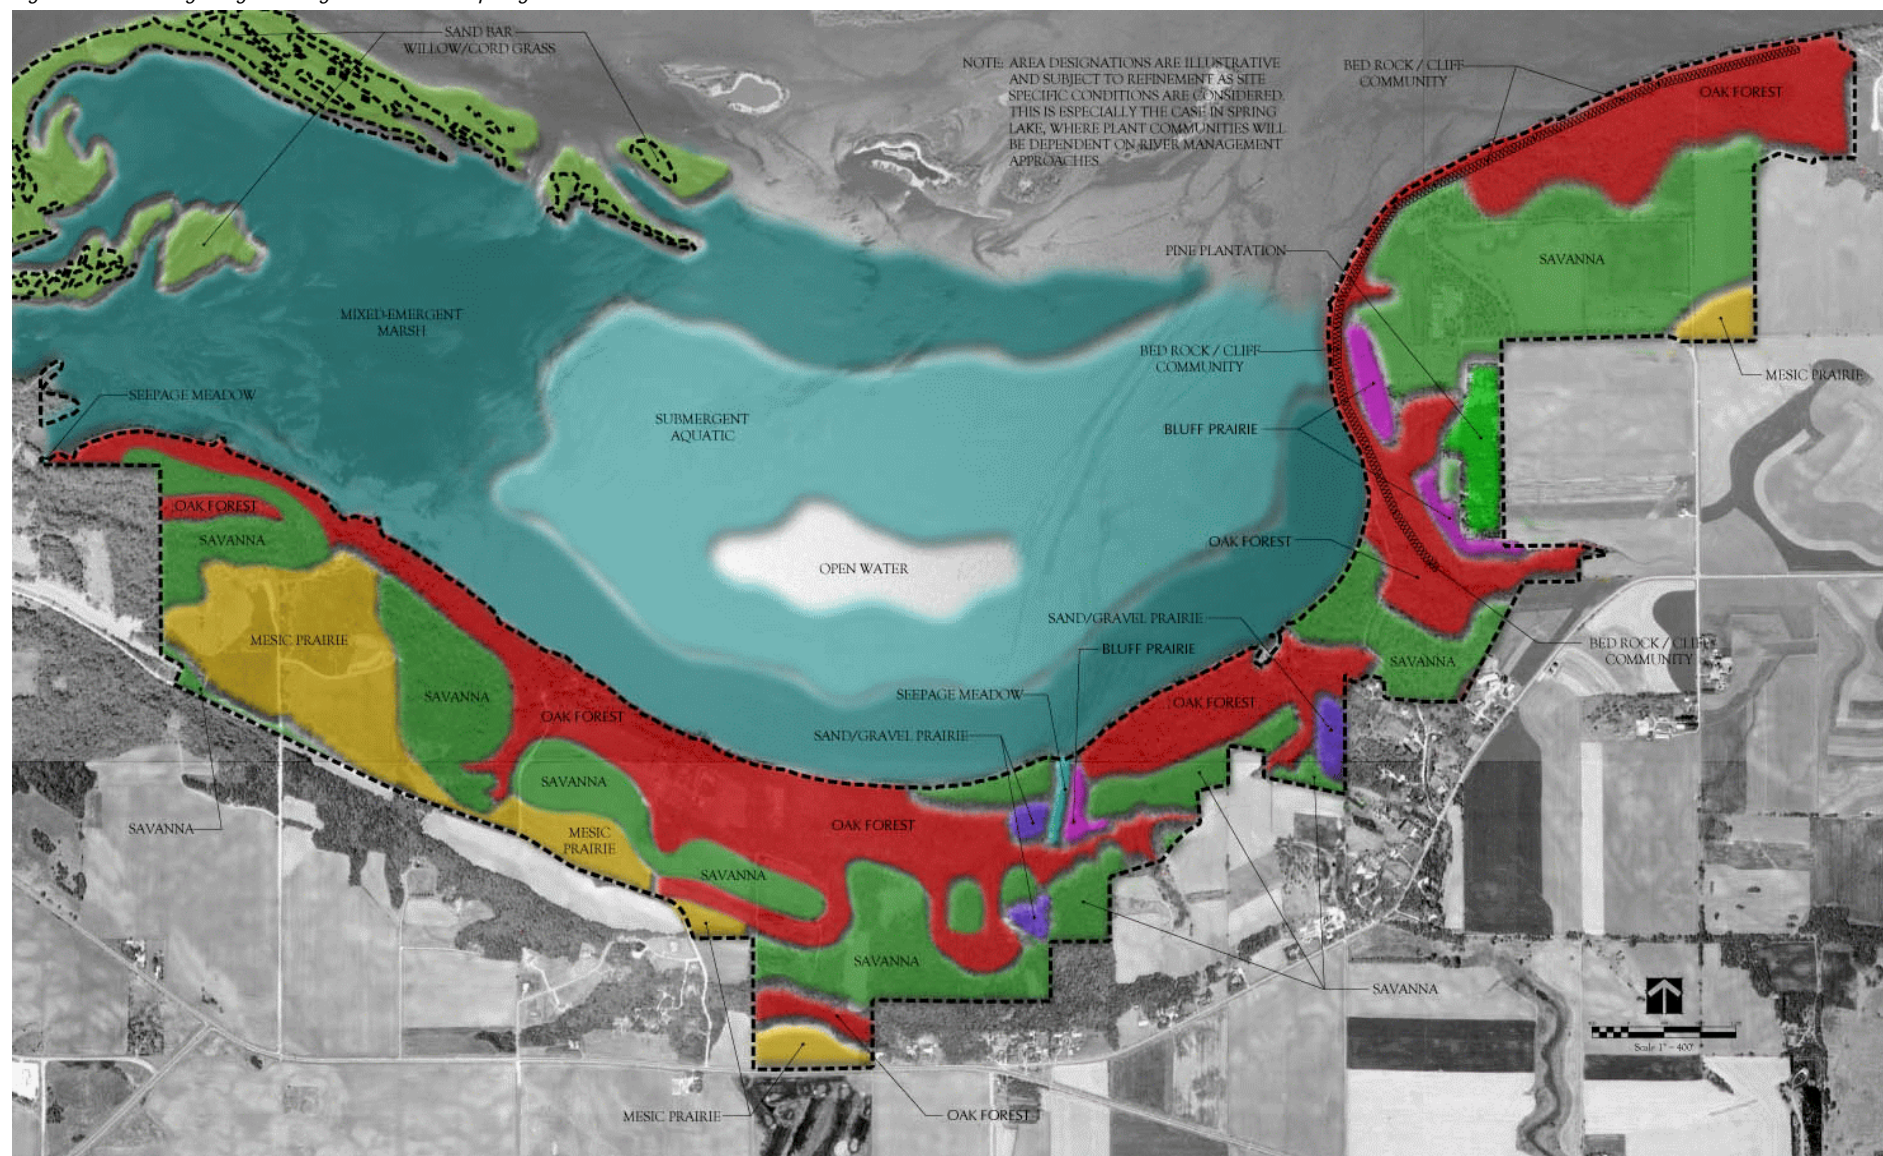 SAND BAR
WILLOW/CORD GRASS
NOTE: AREA DESIGNATIONS ARE ILLUSTRATIVE
AND SUBJECT TO REFINEMENT AS SITE
SPECIFIC CONDITIONS ARE CONSIDERED.
THIS IS ESPECIALLY THE CASE IN SPRING
LAKE, WHERE PLANT COMMUNITIES WILL
BE DEPENDENT ON RIVER MANAGEMENT
APPROACHES.
BED ROCK / CLIFF
COMMUNITY
OAK FOREST
PINE PLANTATION
SAVANNA
MIXED-EMERGENT
MARSH
BED ROCK / CLIFF
COMMUNITY
MESIC PRAIRIE
SEEPAGE MEADOW
SUBMERGENT
AQUATIC
BLUFF PRAIRIE
OAK FOREST
SAVANNA
OAK FOREST
OPEN WATER
SAND/GRAVEL PRAIRIE
MESIC PRAIRIE
BLUFF PRAIRIE
BED ROCK / CLIFF
COMMUNITY
SAVANNA
SAVANNA
SEEPAGE MEADOW
OAK FOREST
OAK FOREST
SAND/GRAVEL PRAIRIE
SAVANNA
SAVANNA
MESIC
PRAIRIE
OAK FOREST
SAVANNA
SAVANNA
SAVANNA
Scale 1" = 400'
MESIC PRAIRIE
OAK FOREST